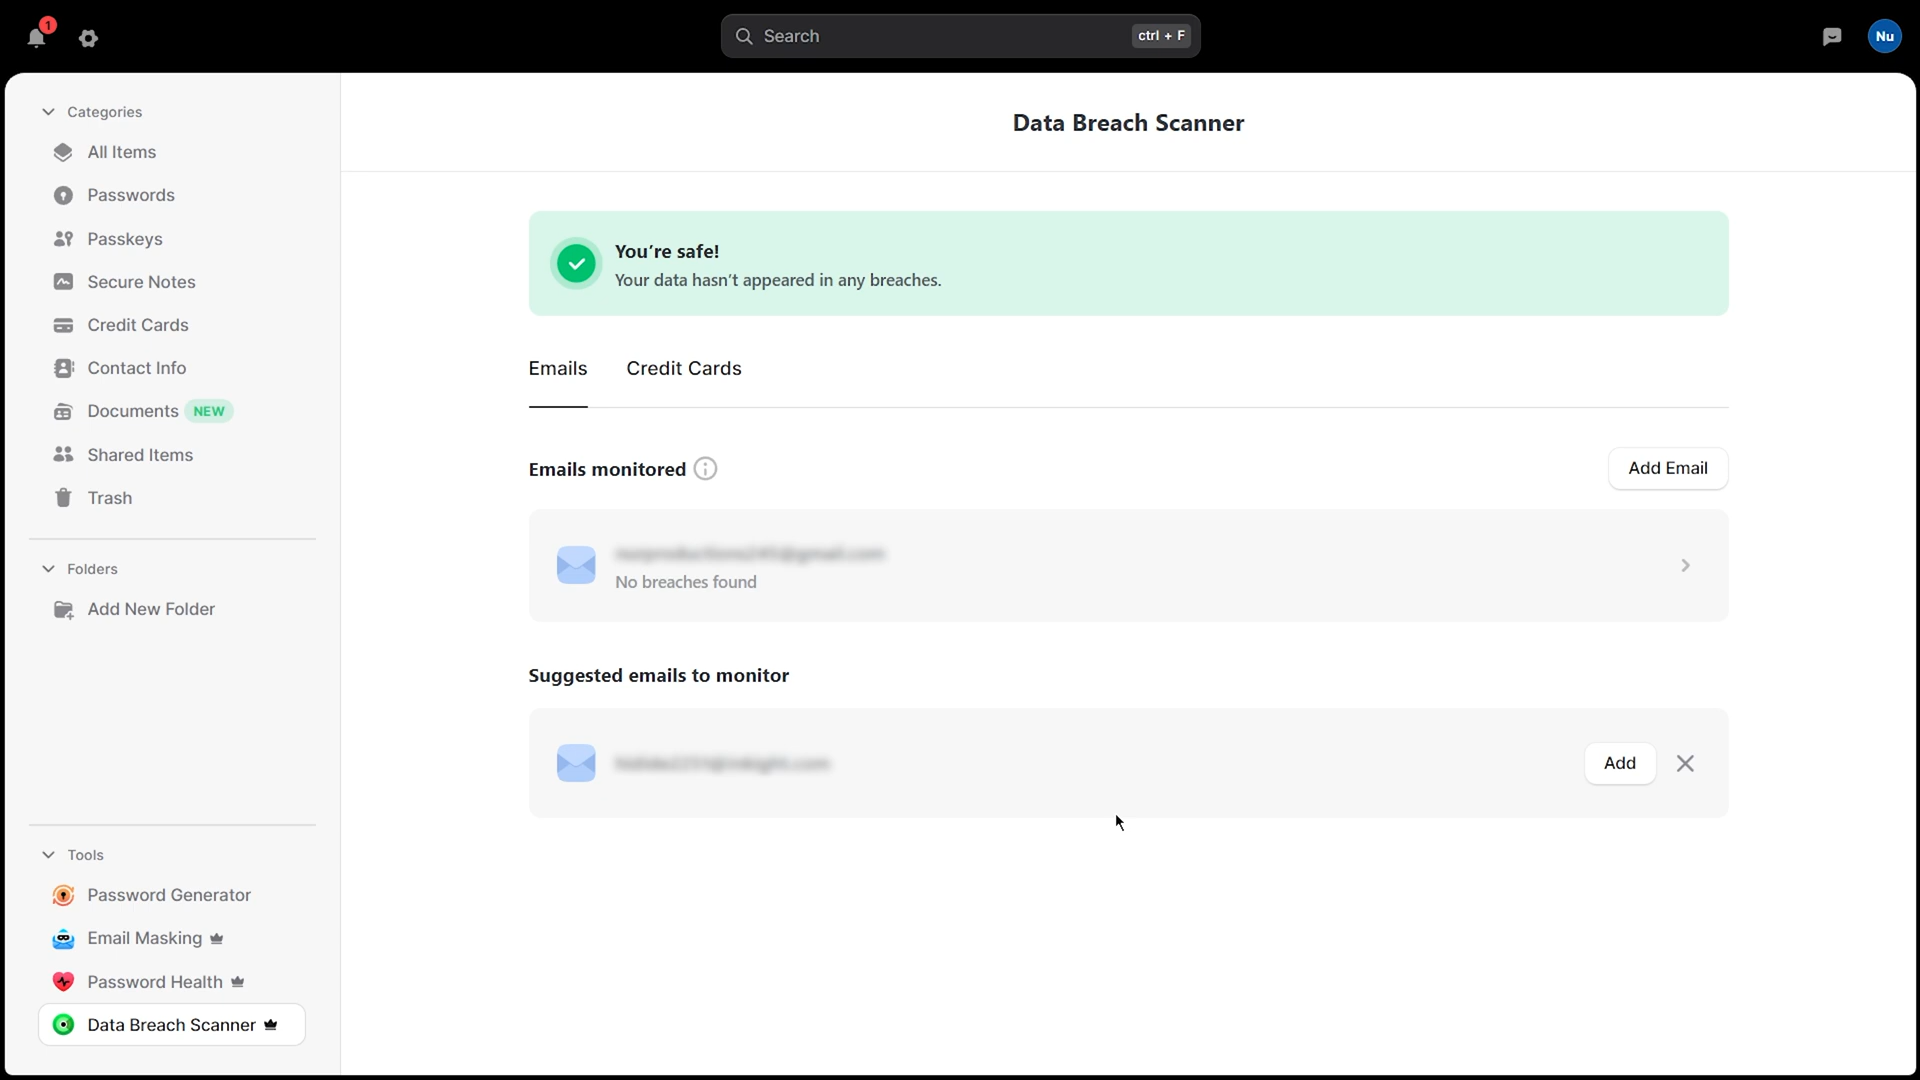 1
Search
ctrl + F
Nu
Categories
All Items
Passwords
Passkeys
Secure Notes
Credit Cards
Contact Info
Documents NEW
Shared Items
Trash
Folders
Add New Folder
Tools
Password Generator
Email Masking
Password Health
Data Breach Scanner
Data Breach Scanner
You're safe!
Your data hasn't appeared in any breaches.
Emails
Credit Cards
Emails monitored
Add Email
No breaches found
Suggested emails to monitor
Add